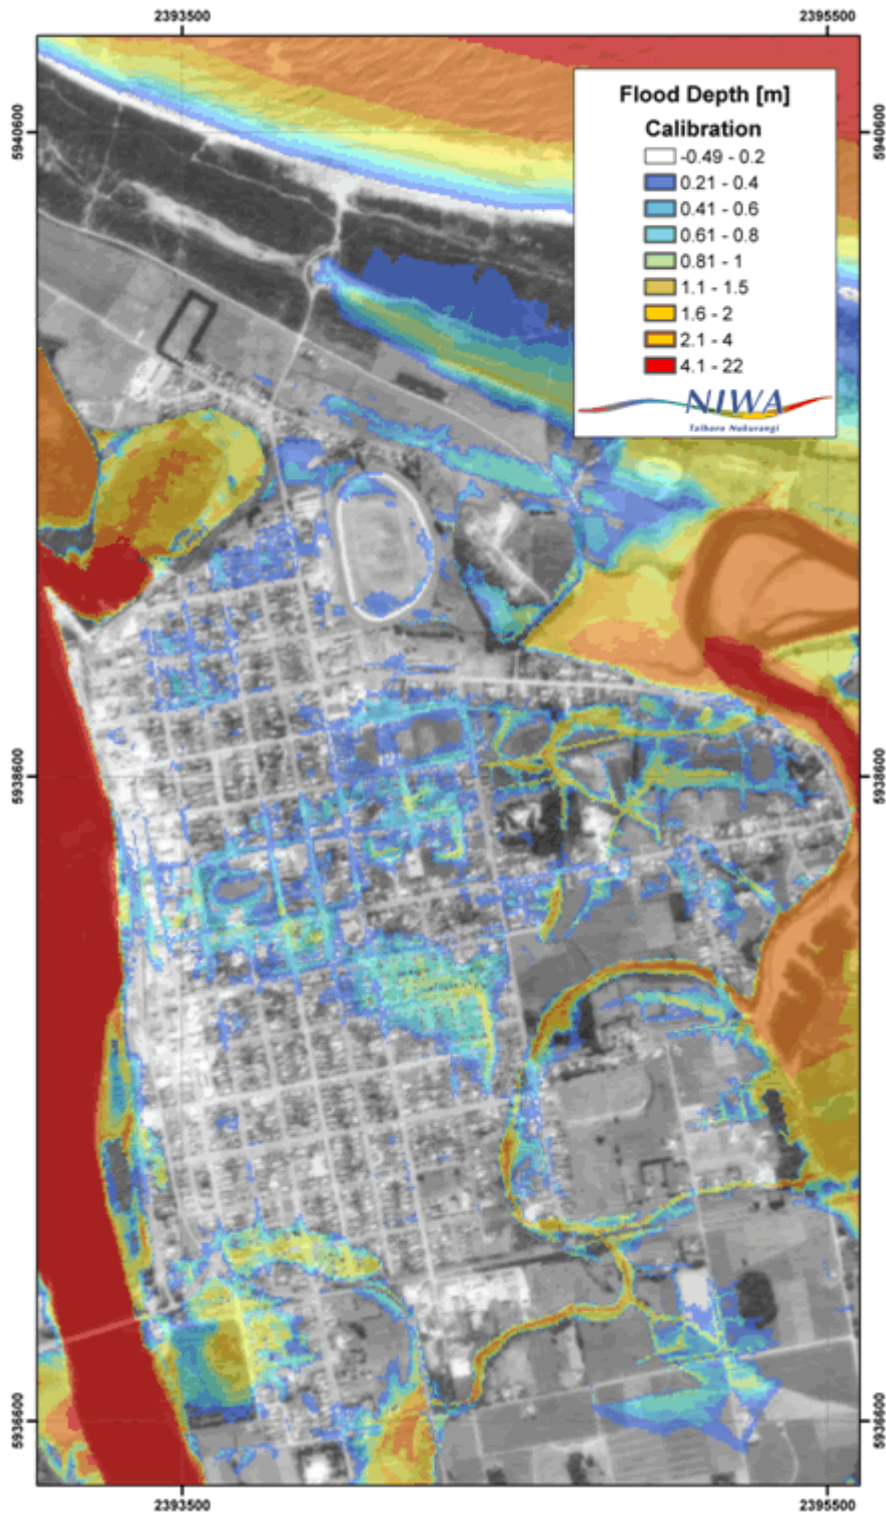 2393500
2395500
5940600
5940600
Flood Depth [m]
Calibration
-0.49 - 0.2
0.21 - 0.4
0.41 - 0.6
0.61 - 0.8
0.81 - 1
1.1 - 1.5
1.6 - 2
2.1 - 4
4.1 - 22
NIWA
Taihoro Nukurangi
5938600
5938600
5936600
5936600
2393500
2395500